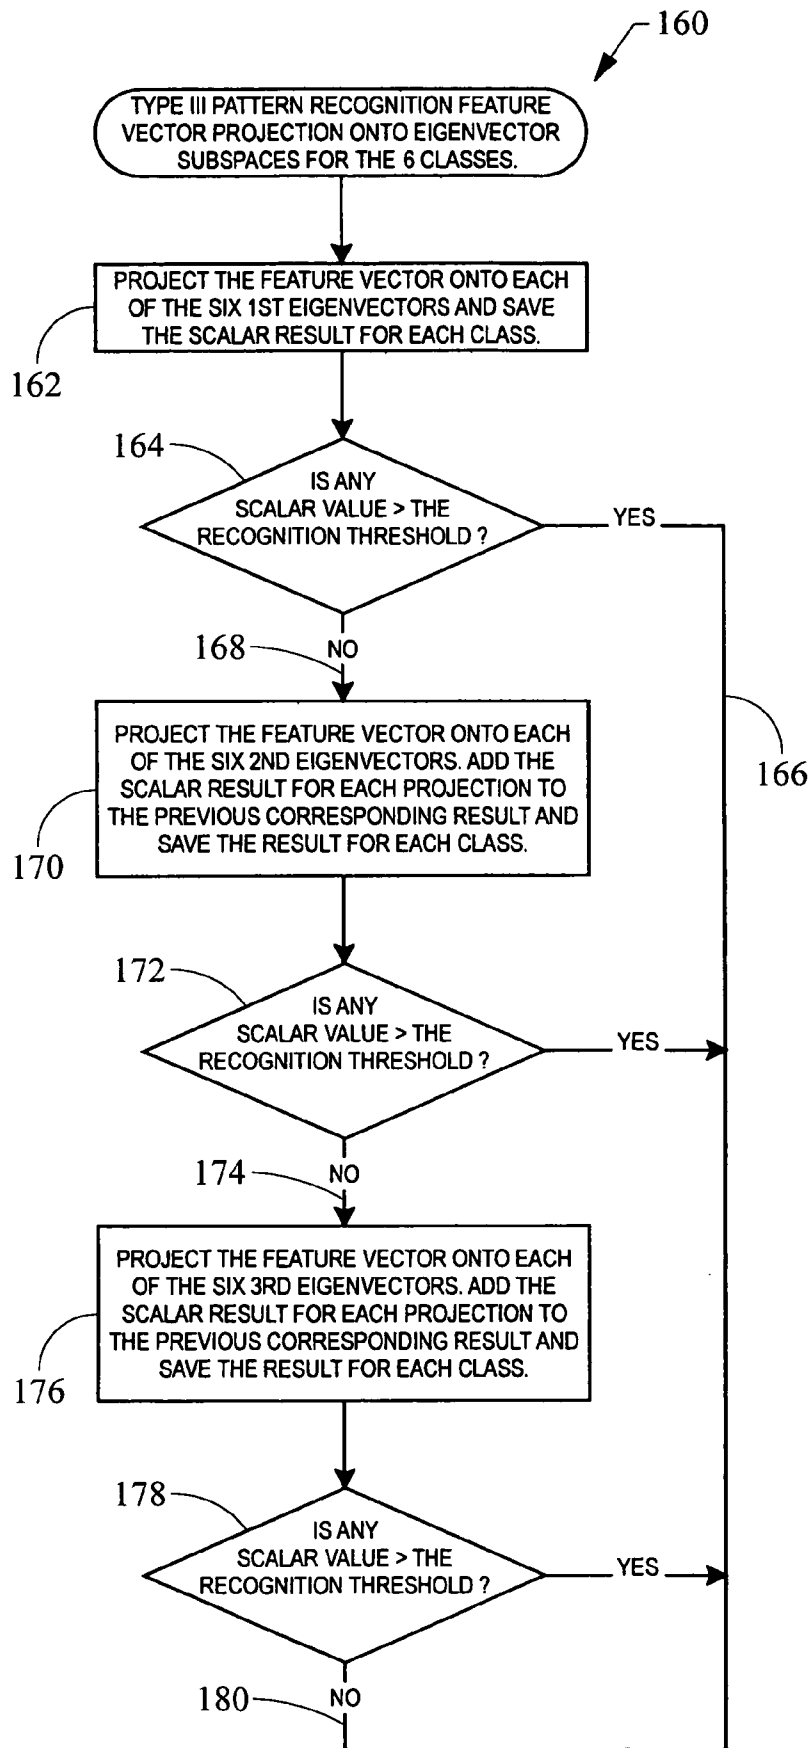 160
TYPE III PATTERN RECOGNITION FEATURE
VECTOR PROJECTION ONTO EIGENVECTOR
SUBSPACES FOR THE 6 CLASSES.
PROJECT THE FEATURE VECTOR ONTO EACH
OF THE SIX 1ST EIGENVECTORS AND SAVE
THE SCALAR RESULT FOR EACH CLASS.
162
164
IS ANY
SCALAR VALUE > THE
RECOGNITION THRESHOLD ?
YES
168
NO
166
PROJECT THE FEATURE VECTOR ONTO EACH
OF THE SIX 2ND EIGENVECTORS. ADD THE
SCALAR RESULT FOR EACH PROJECTION TO
THE PREVIOUS CORRESPONDING RESULT AND
SAVE THE RESULT FOR EACH CLASS.
170
172
IS ANY
SCALAR VALUE > THE
RECOGNITION THRESHOLD ?
YES
174
NO
PROJECT THE FEATURE VECTOR ONTO EACH
OF THE SIX 3RD EIGENVECTORS. ADD THE
SCALAR RESULT FOR EACH PROJECTION TO
THE PREVIOUS CORRESPONDING RESULT AND
SAVE THE RESULT FOR EACH CLASS.
176
178
IS ANY
SCALAR VALUE > THE
RECOGNITION THRESHOLD ?
YES
180
NO